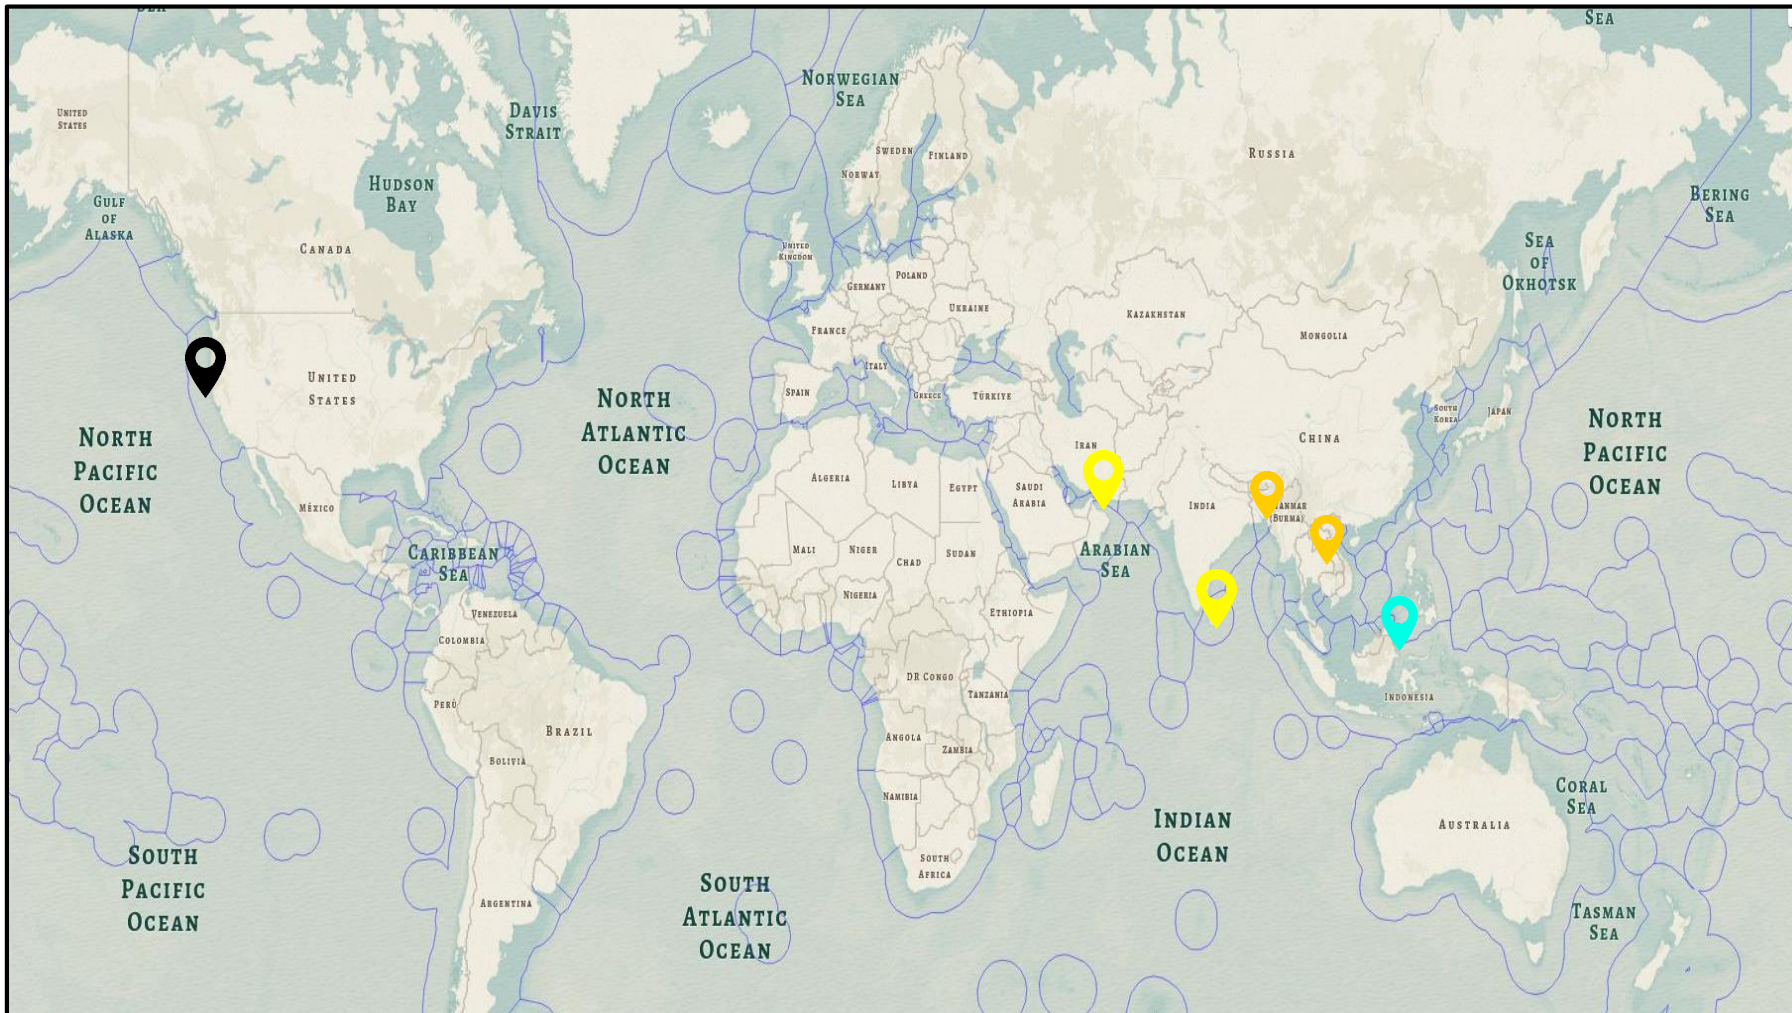 SEA
SEA
NORWEGIAN
SEA
DAVIS
STRAIT
UNITED
STATES
SWEDEN
FINLAND
RUSSIA
NORWAY
HUDSON
BAY
BERING
SEA
GULF
OF
ALASKA
CANADA
UNITED
KINGDOM
SEA
OF
OKHOTSK
POLAND
GERMANY
UKRAINE
KAZAKHSTAN
FRANCE
MONGOLIA
ITALY
UNITED
STATES
SPAIN
GREECE
TÜRKIYE
SOUTH
KOREA
JAPAN
NORTH
ATLANTIC
OCEAN
NORTH
PACIFIC
OCEAN
NORTH
PACIFIC
OCEAN
CHINA
IRAN
ALGERIA
LIBYA
EGYPT
SAUDI
ARABIA
INDIA
MÉXICO
ANMAR
(BURMA)
CARIBBEAN
SEA
MALI
NIGER
CHAD
SUDAN
ARABIAN
SEA
NIGERIA
ETHIOPIA
VENEZUELA
COLOMBIA
DR CONGO
TANZANIA
INDONESIA
PERÚ
BRAZIL
ANGOLA
ZAMBIA
BOLIVIA
NAMIBIA
CORAL
SEA
INDIAN
OCEAN
AUSTRALIA
SOUTH
PACIFIC
OCEAN
SOUTH
AFRICA
SOUTH
ATLANTIC
OCEAN
ARGENTINA
TASMAN
SEA